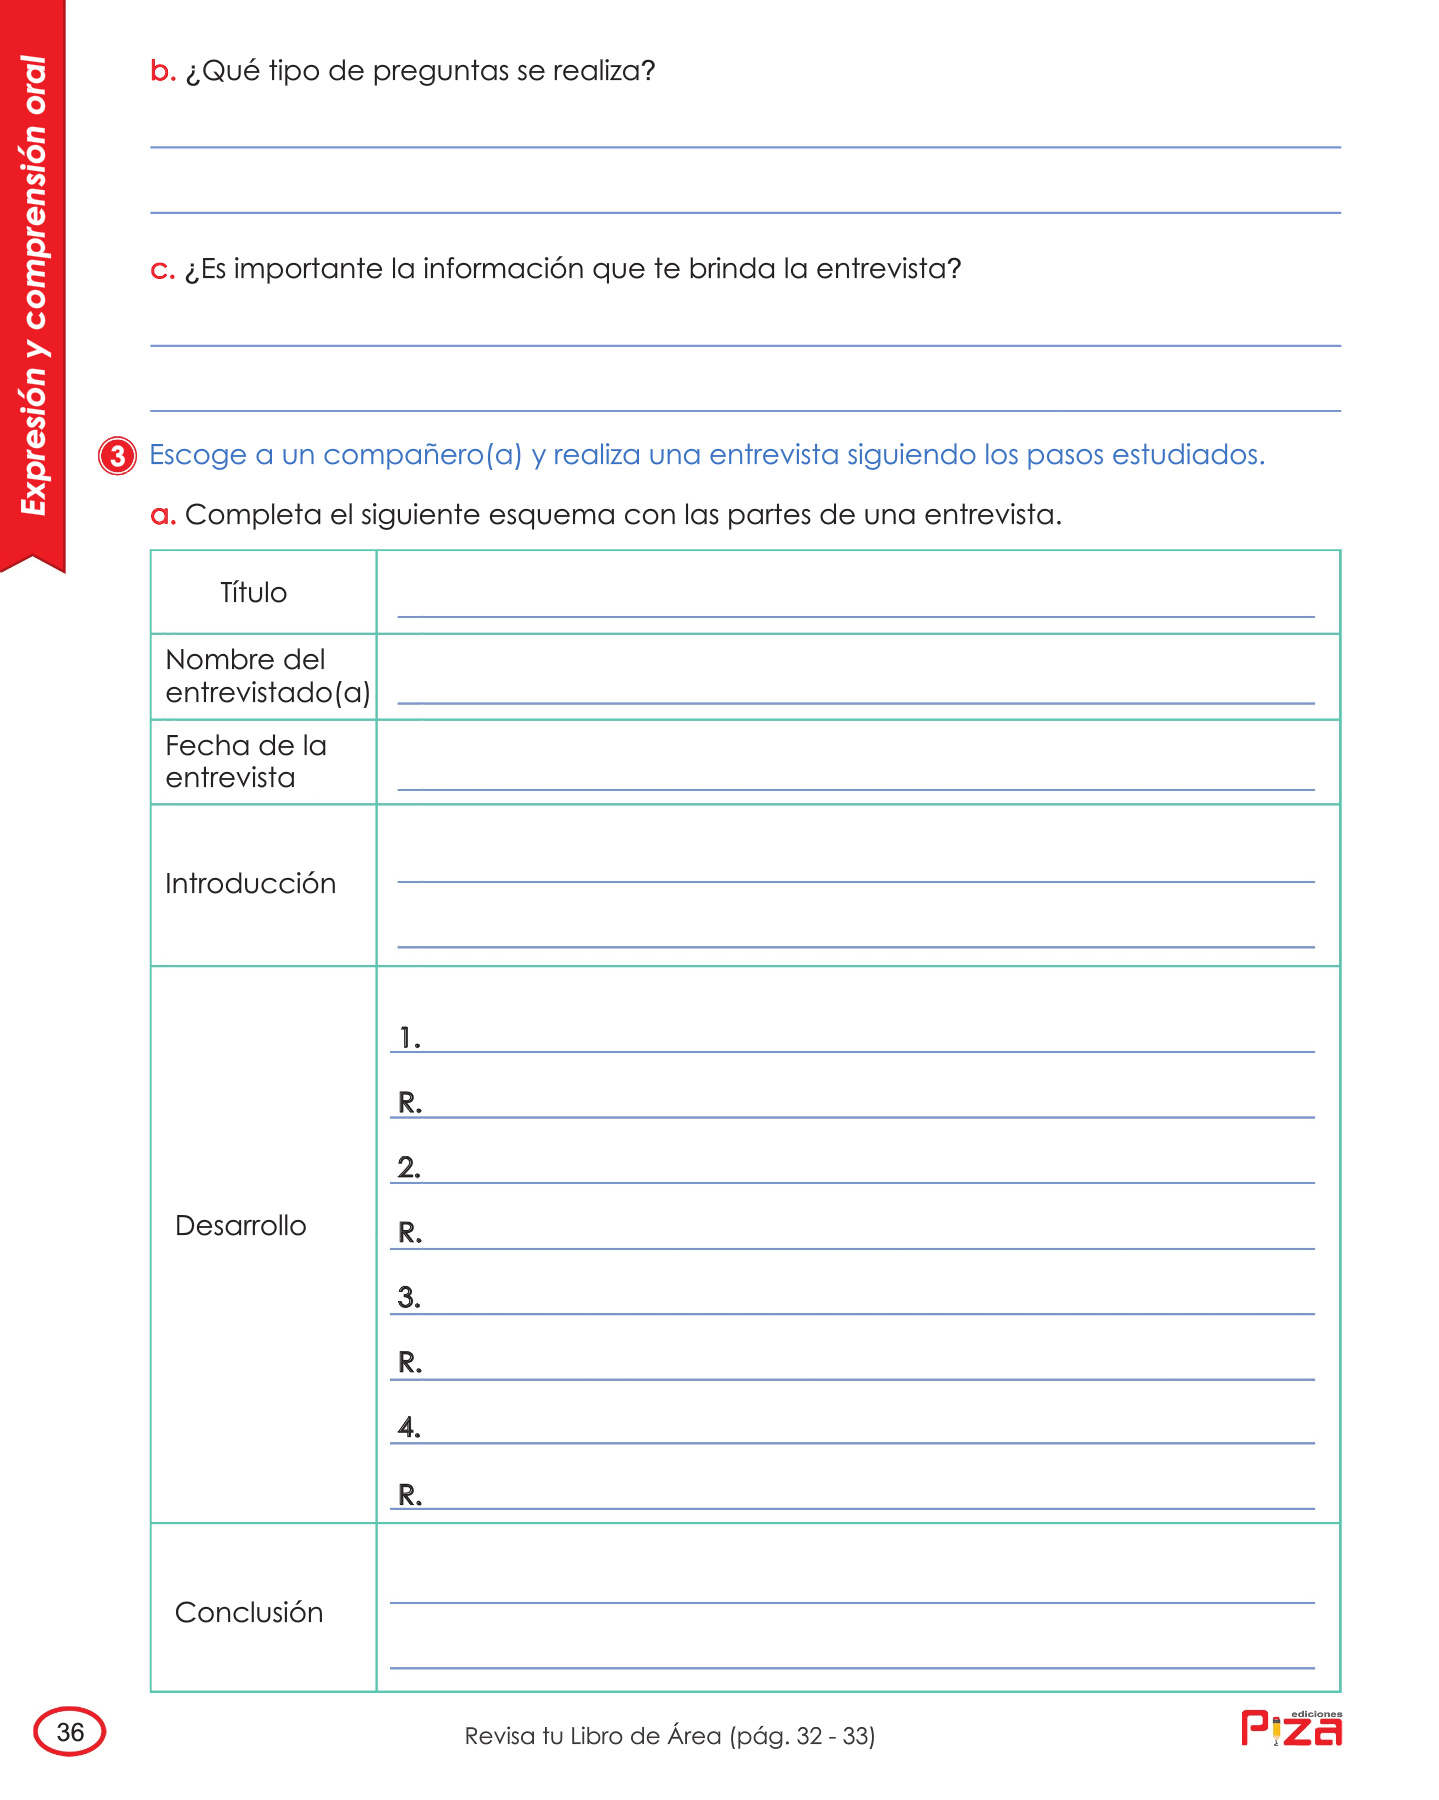 Expresión y comprensión oral
b. ¿Qué tipo de preguntas se realiza?
c. ¿Es importante la información que te brinda la entrevista?
3 Escoge a un compañero(a) y realiza una entrevista siguiendo los pasos estudiados.
a. Completa el siguiente esquema con las partes de una entrevista.
Título
Nombre del
entrevistado(a)
Fecha de la
entrevista
Introducción
Desarrollo
1.
R.
2.
R.
3.
R.
4.
R.
Conclusión
36
Revisa tu Libro de Área (pág. 32 - 33)
ediciones
Piza